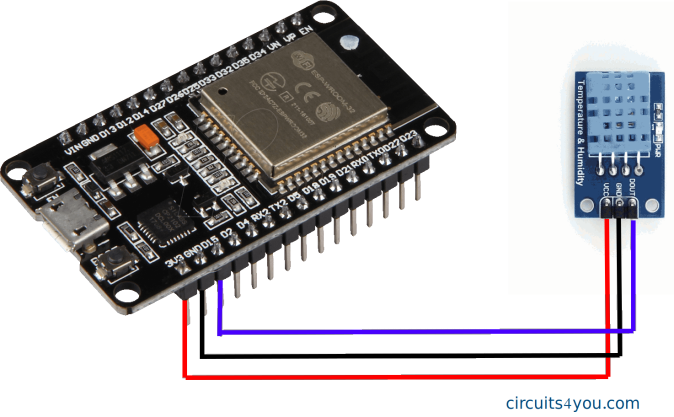 VIN GND D13 D12 D14 D27 D26 D25 D33 D32 D35 D34 VN VP EN
ESP-WROOM-32
CE
3V3 GND D15 D2 D4 RX2 TX2 D5 D18 D19 D21 RX0 TX0 D22 D23
Temperature & Humidity
PWR
VCC GND DOUT
circuits4you.com